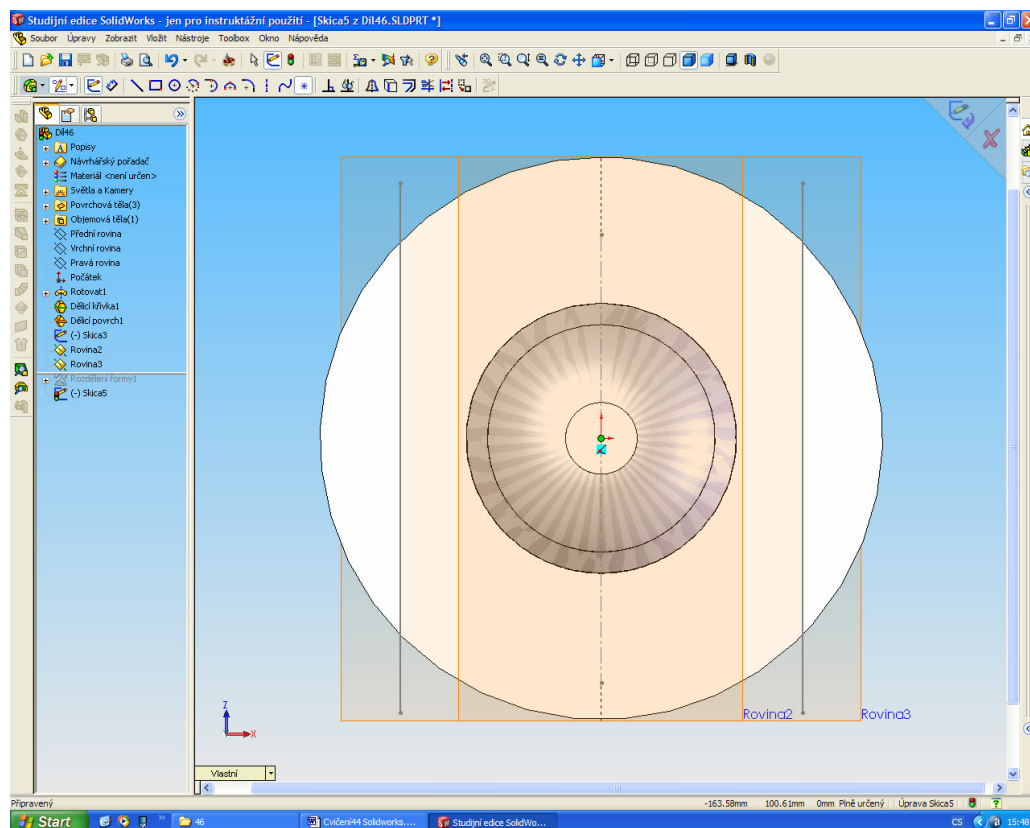 Studijní edice SolidWorks - jen pro instruktážní použití - [Skica5 z Díl46.SLDPRT *]
Soubor Úpravy Zobrazit Vložit Nástroje Toolbox Okno Nápověda
Díl46
Popisy
Návrhářský pořadač
Materiál <není určen>
Světla a Kamery
Povrchová těla(3)
Objemová těla(1)
Přední rovina
Vrchní rovina
Pravá rovina
Počátek
Rotovat1
Dělicí křivka1
Dělicí povrch1
(-) Skica3
Rovina2
Rovina3
Rozdělení formy1
(-) Skica5
Rovina2
Rovina3
Z
X
Vlastní
Připravený
-163.58mm 100.61mm 0mm Plně určený Úprava Skica5
Start
46
Cvičení44 Solidworks....
Studijní edice SolidWo...
CS
15:48